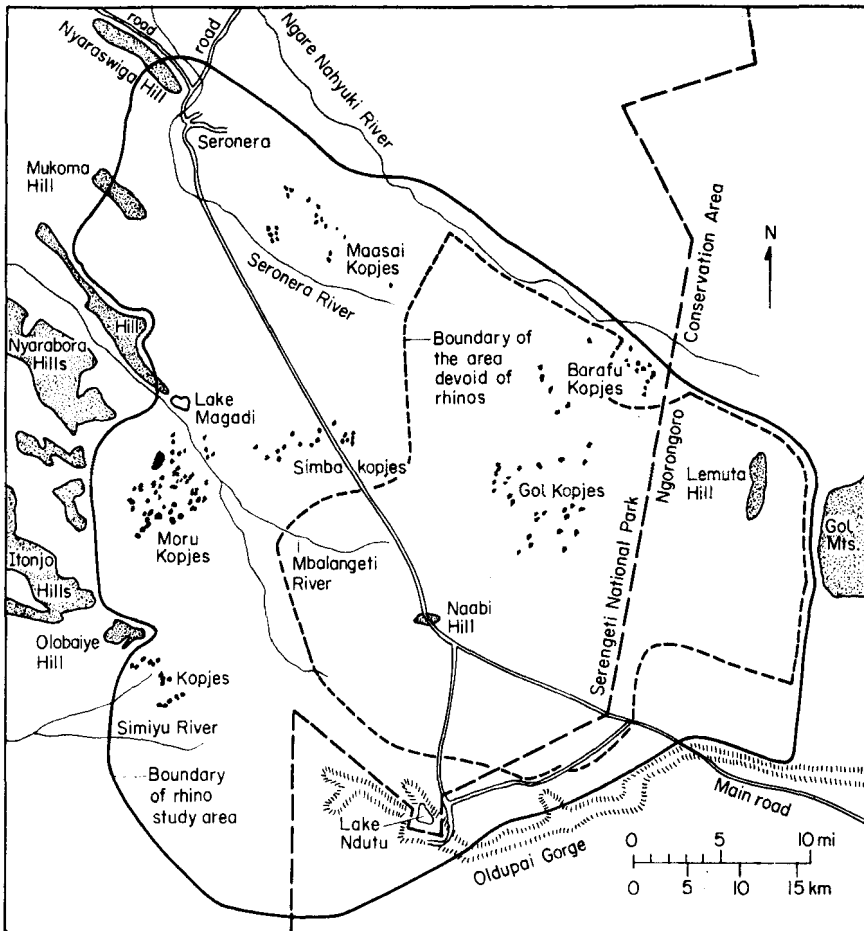 road
road
Nyaraswiga Hill
Ngare Nahyuki River
Seronera
Mukoma
Hill
Maasai
Kopjes
Seronera River
N
Conservation Area
Hill
Nyarabora
Hills
Boundary of
the area
devoid of
rhinos
Barafu
Kopjes
Lake
Magadi
Simba kopjes
Gol Kopjes
Ngorongoro
Lemuta
Hill
Gol
Mts.
Moru
Kopjes
Mbalangeti
River
Serengeti National Park
Itonjo
Hills
Naabi
Hill
Olobaiye
Hill
Kopjes
Simiyu River
Boundary
of rhino
study area
Lake
Ndutu
Main road
Oldupai Gorge
0 5 10 mi
0 5 10 15 km